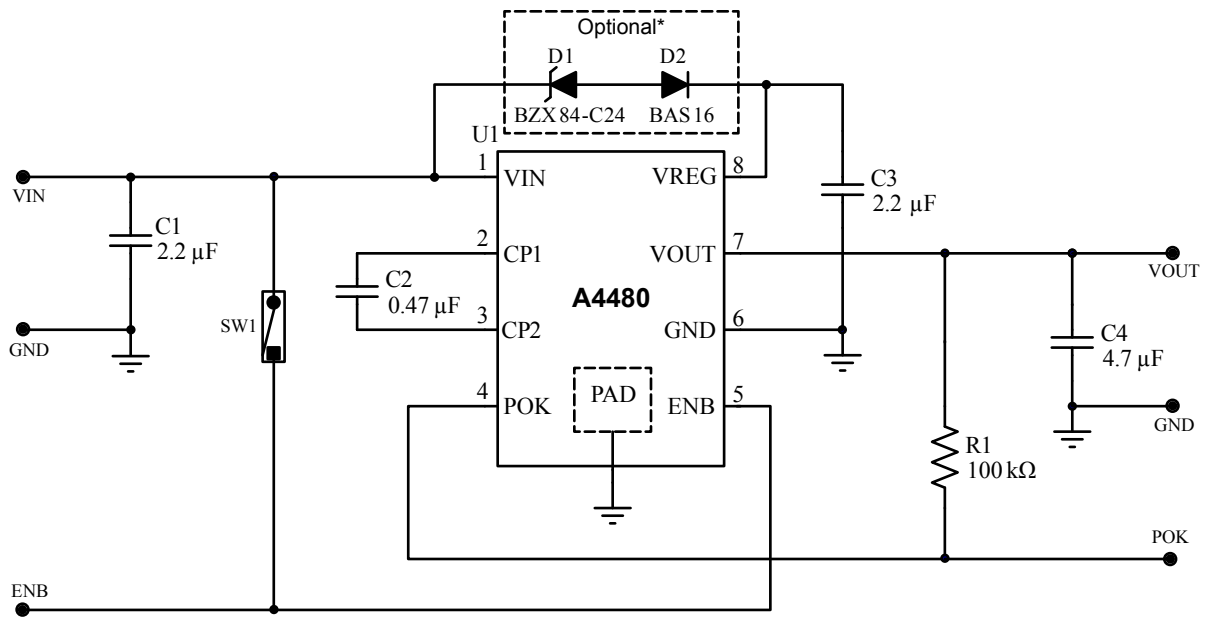 Optional*
D1 D2
BZX84-C24 BAS16
U1
1 VIN VREG 8
VIN
C1
2.2 µF
C3
2.2 µF
2 CP1 VOUT 7
VOUT
C2
0.47 µF
A4480
SW1
3 CP2 GND 6
GND
C4
4.7 µF
4 POK PAD ENB 5
GND
R1
100 kΩ
POK
ENB